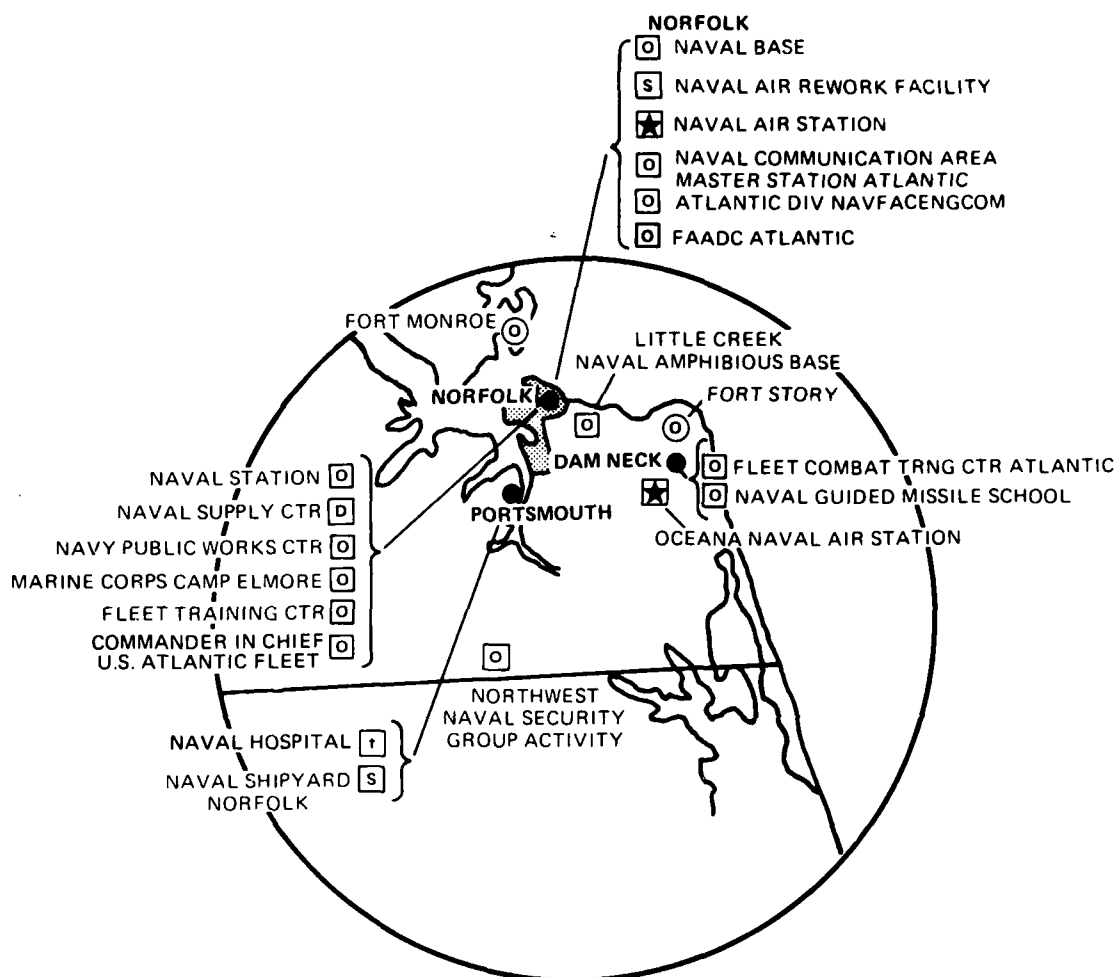 NORFOLK
O NAVAL BASE
S NAVAL AIR REWORK FACILITY
★ NAVAL AIR STATION
O NAVAL COMMUNICATION AREA
MASTER STATION ATLANTIC
O ATLANTIC DIV NAVFACENGCOM
O FAADC ATLANTIC
FORT MONROE O
LITTLE CREEK
NAVAL AMPHIBIOUS BASE
O
NORFOLK
FORT STORY
O
DAM NECK
O FLEET COMBAT TRNG CTR ATLANTIC
O NAVAL GUIDED MISSILE SCHOOL
★
OCEANA NAVAL AIR STATION
PORTSMOUTH
NAVAL STATION O
NAVAL SUPPLY CTR D
NAVY PUBLIC WORKS CTR O
MARINE CORPS CAMP ELMORE O
FLEET TRAINING CTR O
COMMANDER IN CHIEF
U.S. ATLANTIC FLEET O
O
NORTHWEST
NAVAL SECURITY
GROUP ACTIVITY
NAVAL HOSPITAL †
NAVAL SHIPYARD S
NORFOLK